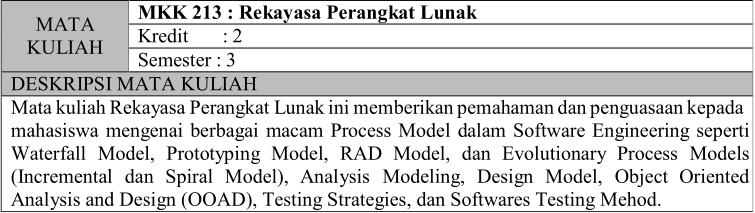 MATA
KULIAH
MKK 213 : Rekayasa Perangkat Lunak
Kredit : 2
Semester : 3
DESKRIPSI MATA KULIAH
Mata kuliah Rekayasa Perangkat Lunak ini memberikan pemahaman dan penguasaan kepada
mahasiswa mengenai berbagai macam Process Model dalam Software Engineering seperti
Waterfall Model, Prototyping Model, RAD Model, dan Evolutionary Process Models
(Incremental dan Spiral Model), Analysis Modeling, Design Model, Object Oriented
Analysis and Design (OOAD), Testing Strategies, dan Softwares Testing Mehod.